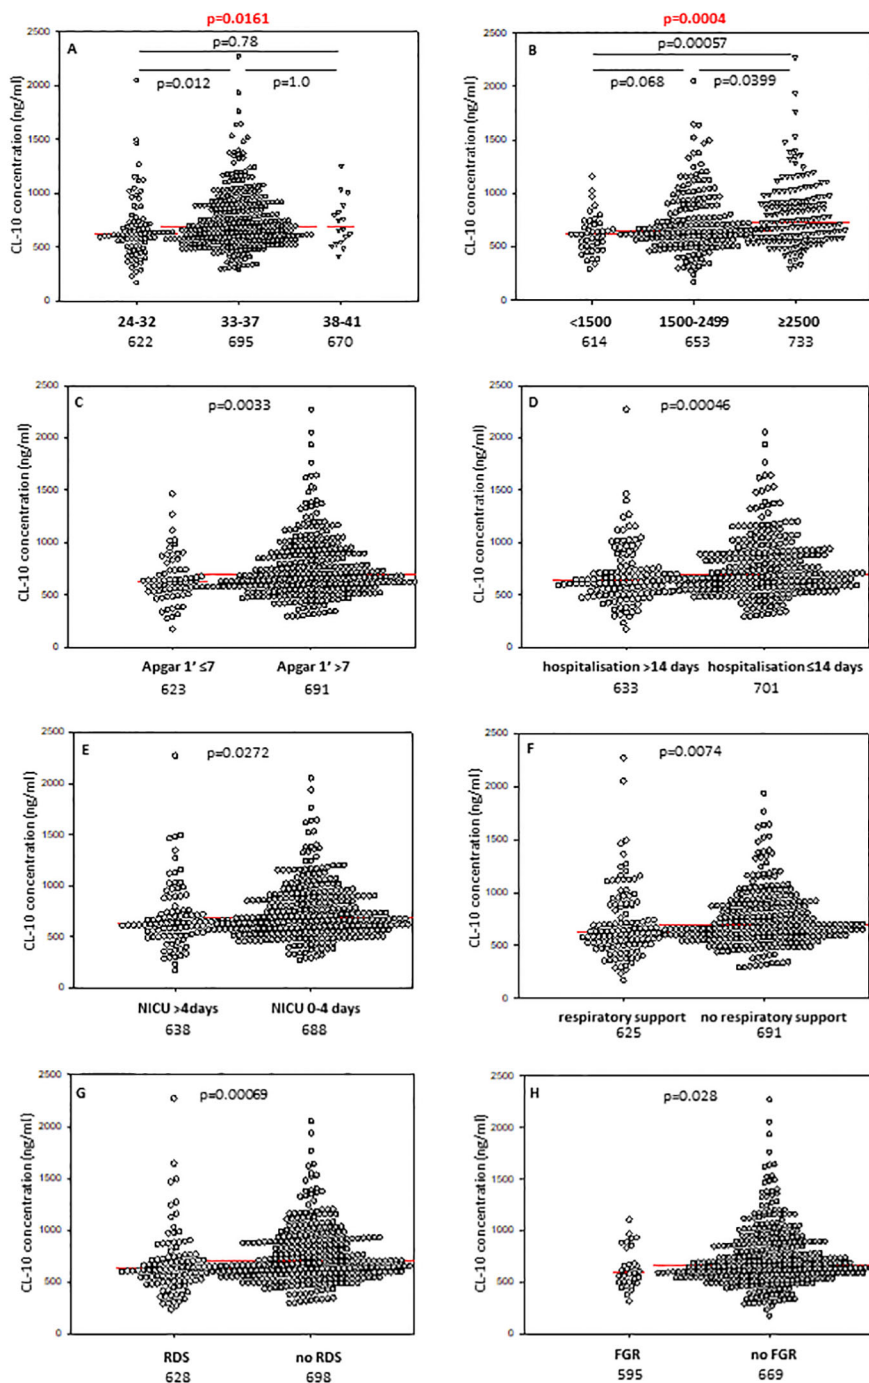 p=0.0161
A
p=0.78
p=0.012 p=1.0
CL-10 concentration (ng/ml)
2500
2000
1500
1000
500
0
24-32 33-37 38-41
622 695 670
p=0.0004
B
p=0.00057
p=0.068 p=0.0399
CL-10 concentration (ng/ml)
2500
2000
1500
1000
500
0
<1500 1500-2499 ≥2500
614 653 733
C
p=0.0033
CL-10 concentration (ng/ml)
2500
2000
1500
1000
500
0
Apgar 1’ ≤7 Apgar 1’ >7
623 691
D
p=0.00046
CL-10 concentration (ng/ml)
2500
2000
1500
1000
500
0
hospitalisation >14 days hospitalisation ≤14 days
633 701
E
p=0.0272
CL-10 concentration (ng/ml)
2500
2000
1500
1000
500
0
NICU >4days NICU 0-4 days
638 688
F
p=0.0074
CL-10 concentration (ng/ml)
2500
2000
1500
1000
500
0
respiratory support no respiratory support
625 691
G
p=0.00069
CL-10 concentration (ng/ml)
2500
2000
1500
1000
500
0
RDS no RDS
628 698
H
p=0.028
CL-10 concentration (ng/ml)
2500
2000
1500
1000
500
0
FGR no FGR
595 669